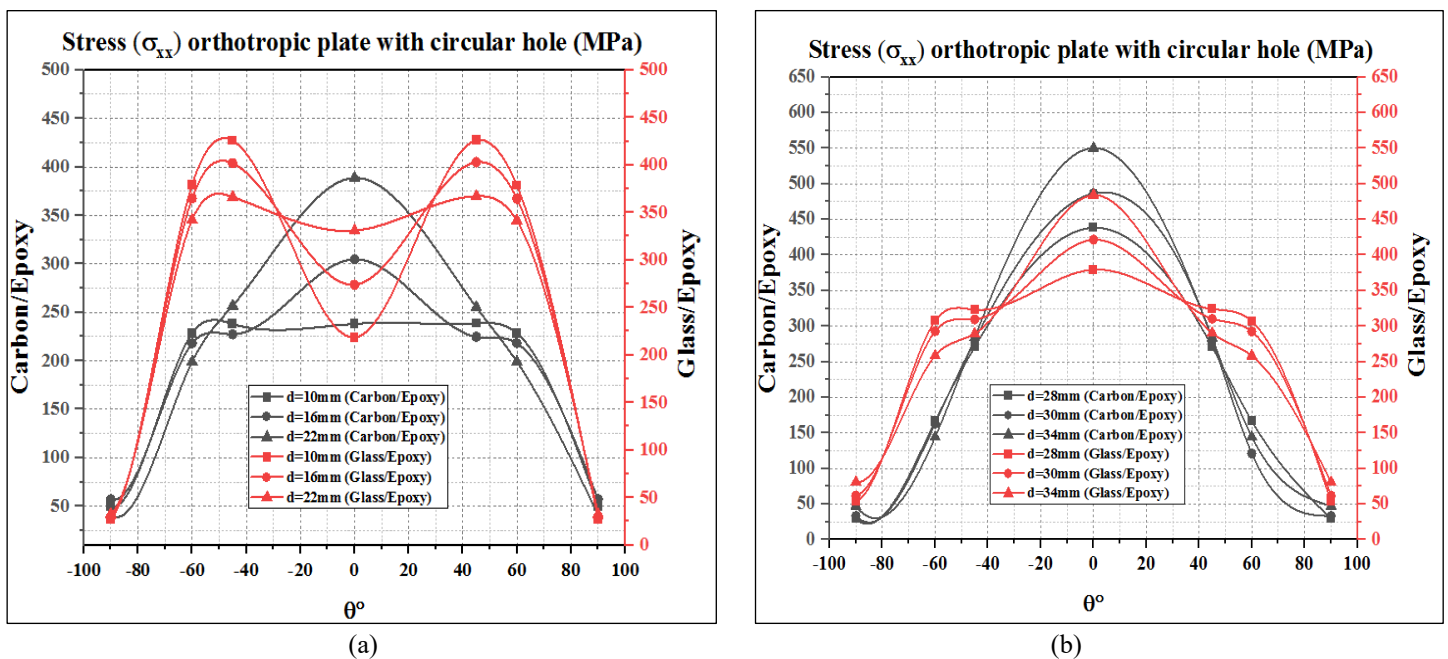 Stress (σxx) orthotropic plate with circular hole (MPa)
500
450
400
350
300
250
200
150
100
50
Carbon/Epoxy
500
450
400
350
300
250
200
150
100
50
0
Glass/Epoxy
d=10mm (Carbon/Epoxy)
d=16mm (Carbon/Epoxy)
d=22mm (Carbon/Epoxy)
d=10mm (Glass/Epoxy)
d=16mm (Glass/Epoxy)
d=22mm (Glass/Epoxy)
-100 -80 -60 -40 -20 0 20 40 60 80 100
θº
(a)
Stress (σxx) orthotropic plate with circular hole (MPa)
650
600
550
500
450
400
350
300
250
200
150
100
50
0
Carbon/Epoxy
650
600
550
500
450
400
350
300
250
200
150
100
50
0
Glass/Epoxy
d=28mm (Carbon/Epoxy)
d=30mm (Carbon/Epoxy)
d=34mm (Carbon/Epoxy)
d=28mm (Glass/Epoxy)
d=30mm (Glass/Epoxy)
d=34mm (Glass/Epoxy)
-100 -80 -60 -40 -20 0 20 40 60 80 100
θº
(b)